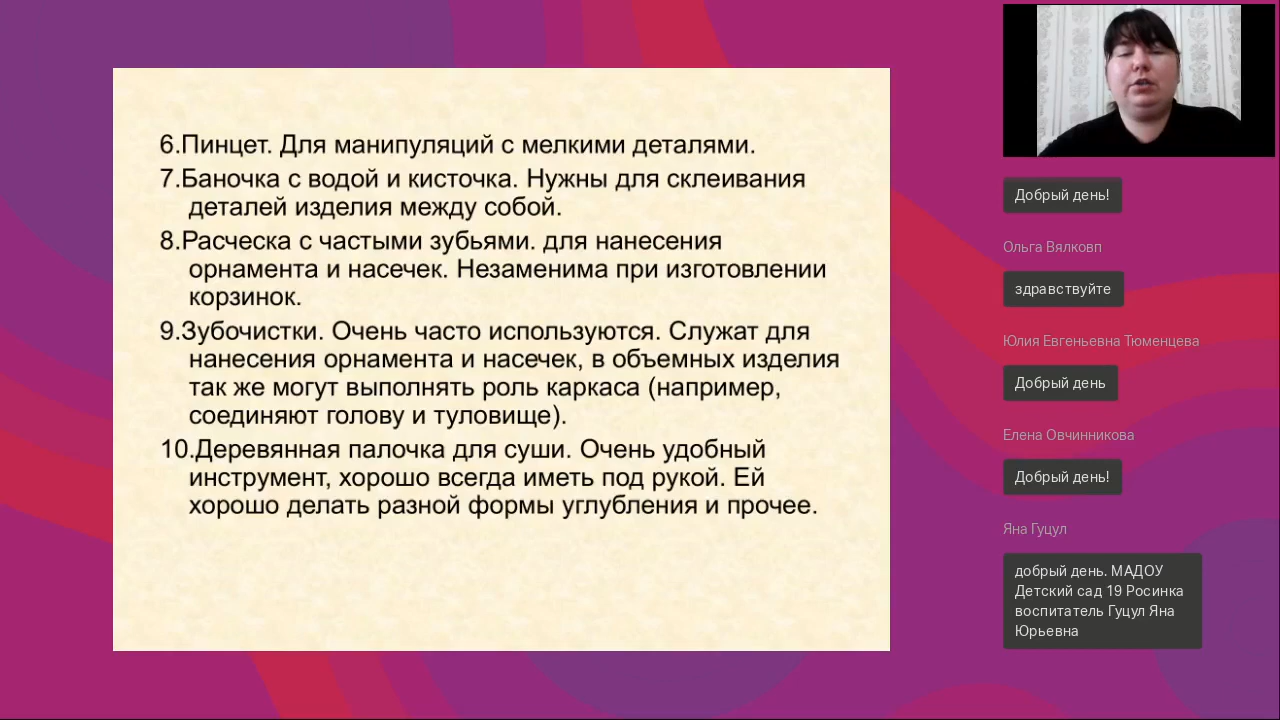 6.Пинцет. Для манипуляций с мелкими деталями.
7.Баночка с водой и кисточка. Нужны для склеивания
деталей изделия между собой.
8.Расческа с частыми зубьями. для нанесения
орнамента и насечек. Незаменима при изготовлении
корзинок.
9.Зубочистки. Очень часто используются. Служат для
нанесения орнамента и насечек, в объемных изделия
так же могут выполнять роль каркаса (например,
соединяют голову и туловище).
10.Деревянная палочка для суши. Очень удобный
инструмент, хорошо всегда иметь под рукой. Ей
хорошо делать разной формы углубления и прочее.
Добрый день!
Ольга Вялковп
здравствуйте
Юлия Евгеньевна Тюменцева
Добрый день
Елена Овчинникова
Добрый день!
Яна Гуцул
добрый день. МАДОУ
Детский сад 19 Росинка
воспитатель Гуцул Яна
Юрьевна